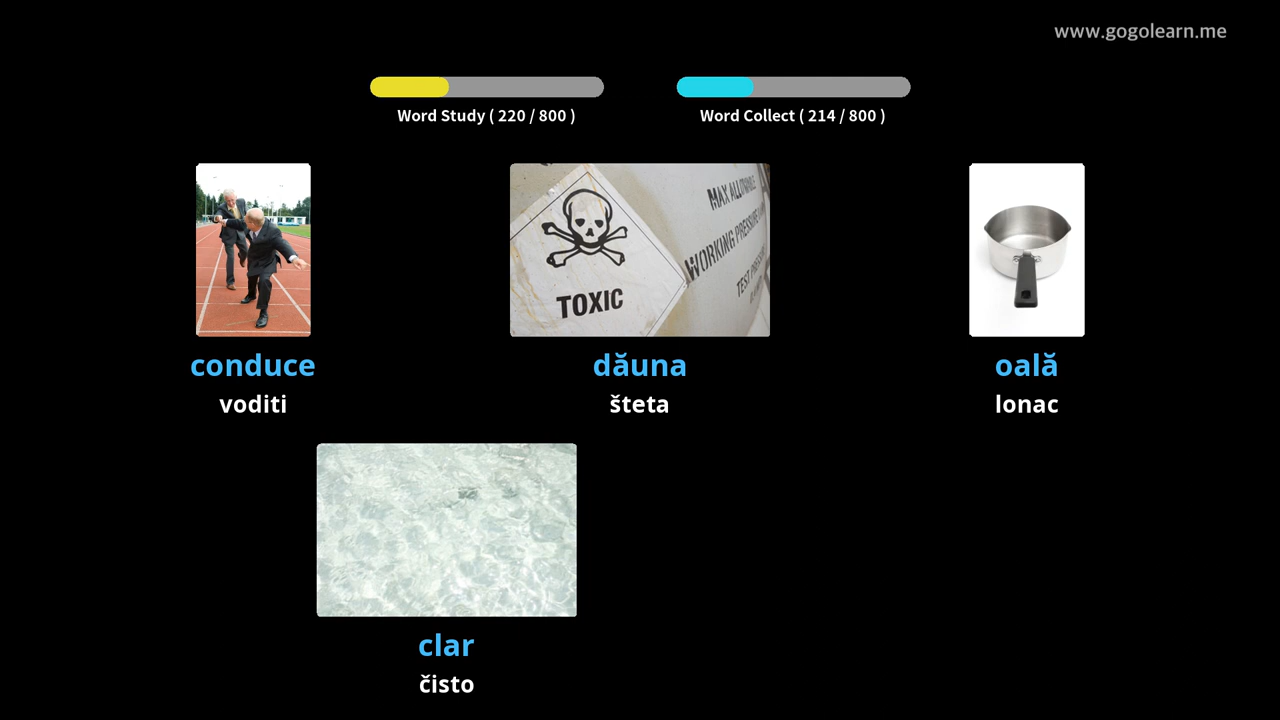 www.gogolearn.me
Word Study ( 220 / 800 )
Word Collect ( 214 / 800 )
TOXIC
MAX ALLOWABLE
WORKING PRESSURE
TEST PRESSURE
conduce
dăuna
oală
voditi
šteta
lonac
clar
čisto